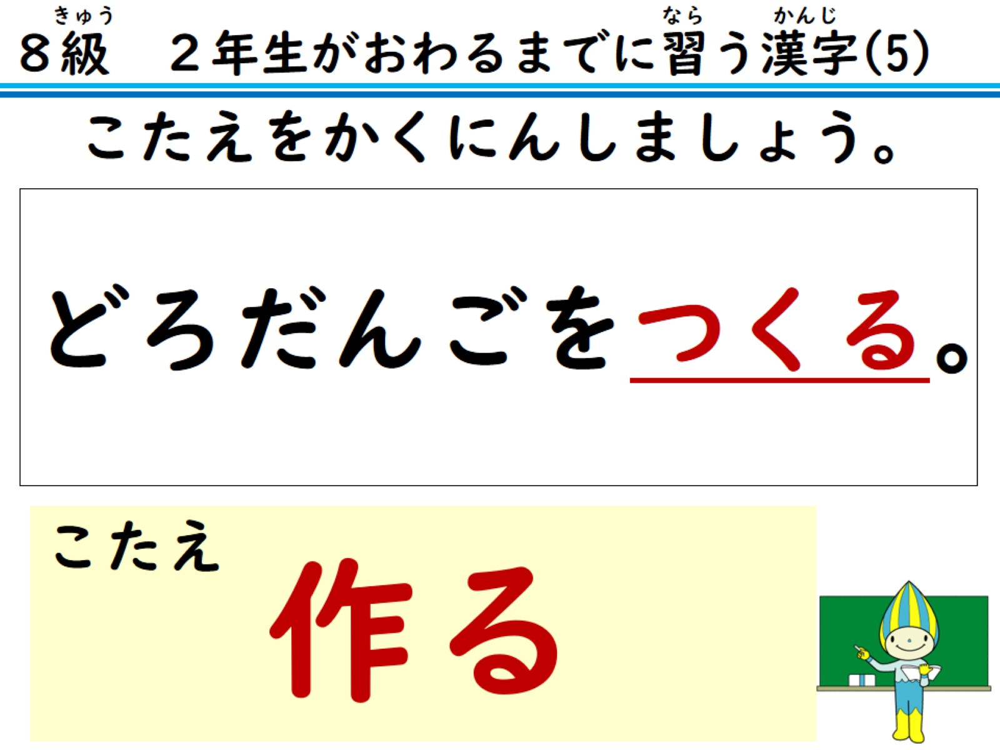 きゅう なら かんじ
８級　２年生がおわるまでに習う漢字(5)
こたえをかくにんしましょう。
どろだんごをつくる。
こたえ
作る